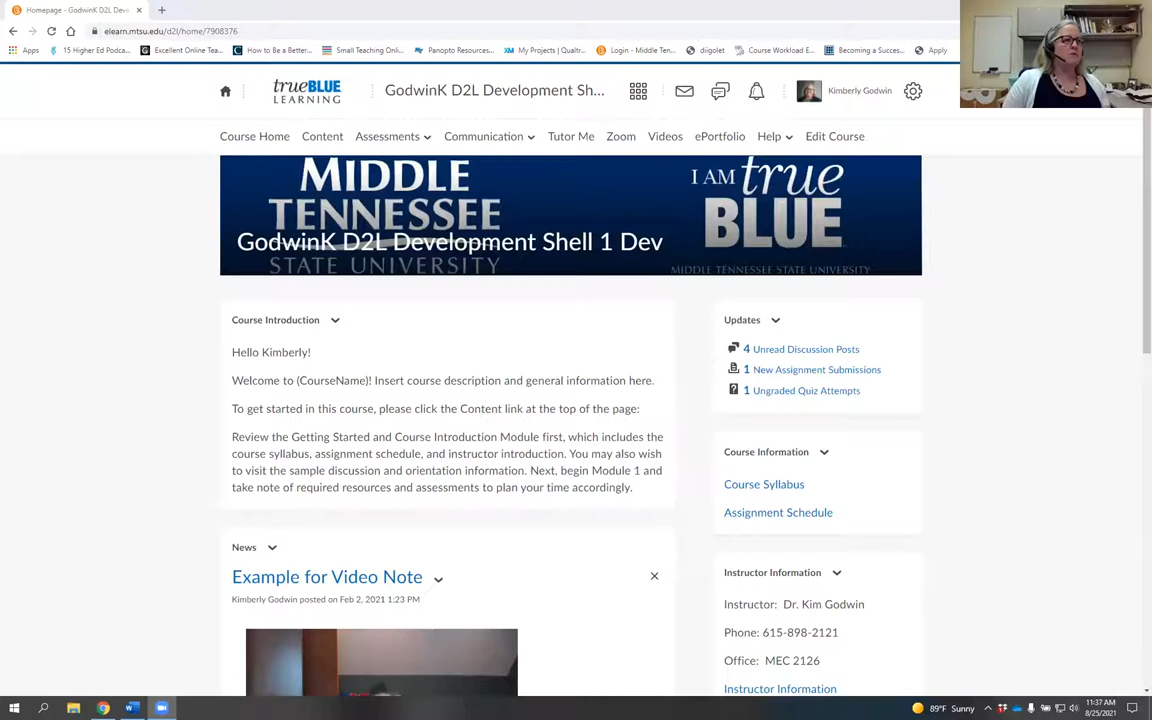 Homepage - GodwinK D2L Develo
elearn.mtsu.edu/d2l/home/7908376
Apps
15 Higher Ed Podca...
Excellent Online Tea...
How to Be a Better...
Small Teaching Onli...
Panopto Resources...
My Projects | Qualtr...
Login - Middle Ten...
diigolet
Course Workload E...
Becoming a Succes...
Apply
trueBLUE
LEARNING
GodwinK D2L Development Sh...
Kimberly Godwin
Course Home
Content
Assessments
Communication
Tutor Me
Zoom
Videos
ePortfolio
Help
Edit Course
MIDDLE
TENNESSEE
STATE UNIVERSITY
I AM true
BLUE
MIDDLE TENNESSEE STATE UNIVERSITY
GodwinK D2L Development Shell 1 Dev
Course Introduction
Hello Kimberly!
Welcome to (CourseName)! Insert course description and general information here.
To get started in this course, please click the Content link at the top of the page:
Review the Getting Started and Course Introduction Module first, which includes the
course syllabus, assignment schedule, and instructor introduction. You may also wish
to visit the sample discussion and orientation information. Next, begin Module 1 and
take note of required resources and assessments to plan your time accordingly.
News
Example for Video Note
Kimberly Godwin posted on Feb 2, 2021 1:23 PM
Updates
4 Unread Discussion Posts
1 New Assignment Submissions
1 Ungraded Quiz Attempts
Course Information
Course Syllabus
Assignment Schedule
Instructor Information
Instructor: Dr. Kim Godwin
Phone: 615-898-2121
Office: MEC 2126
Instructor Information
89°F Sunny
11:37 AM
8/25/2021